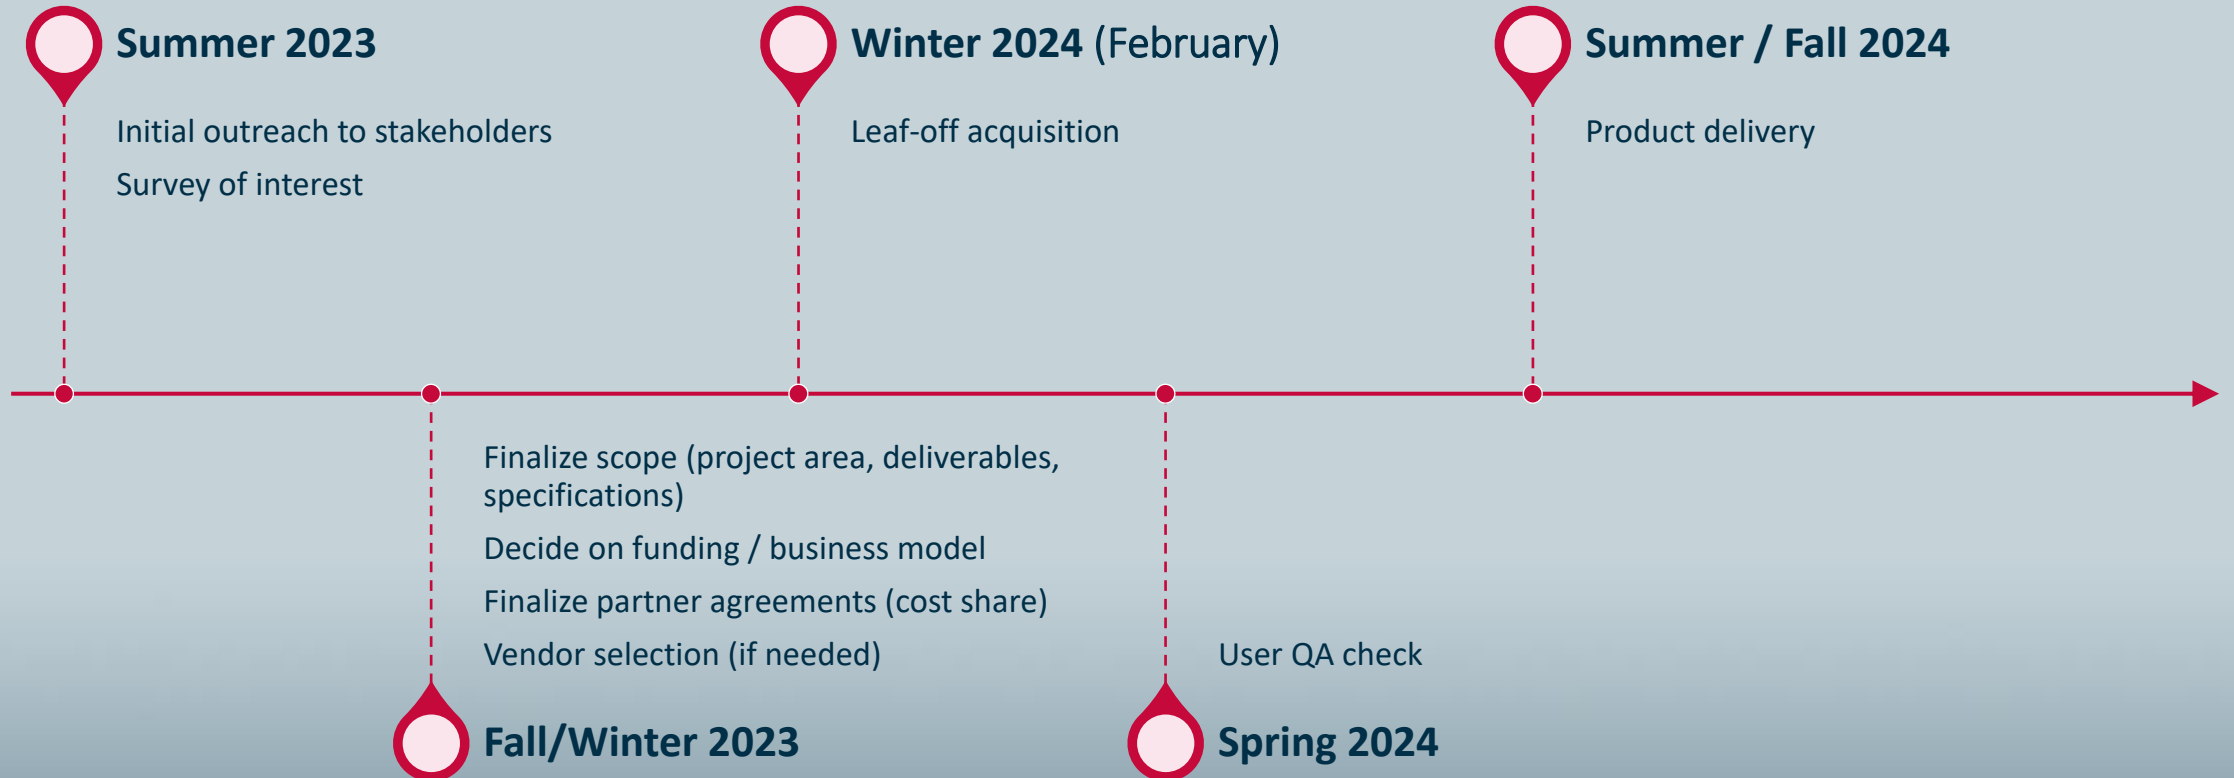 Summer 2023
Initial outreach to stakeholders
Survey of interest
Winter 2024 (February)
Leaf-off acquisition
Summer / Fall 2024
Product delivery
Finalize scope (project area, deliverables,
specifications)
Decide on funding / business model
Finalize partner agreements (cost share)
Vendor selection (if needed)
Fall/Winter 2023
User QA check
Spring 2024